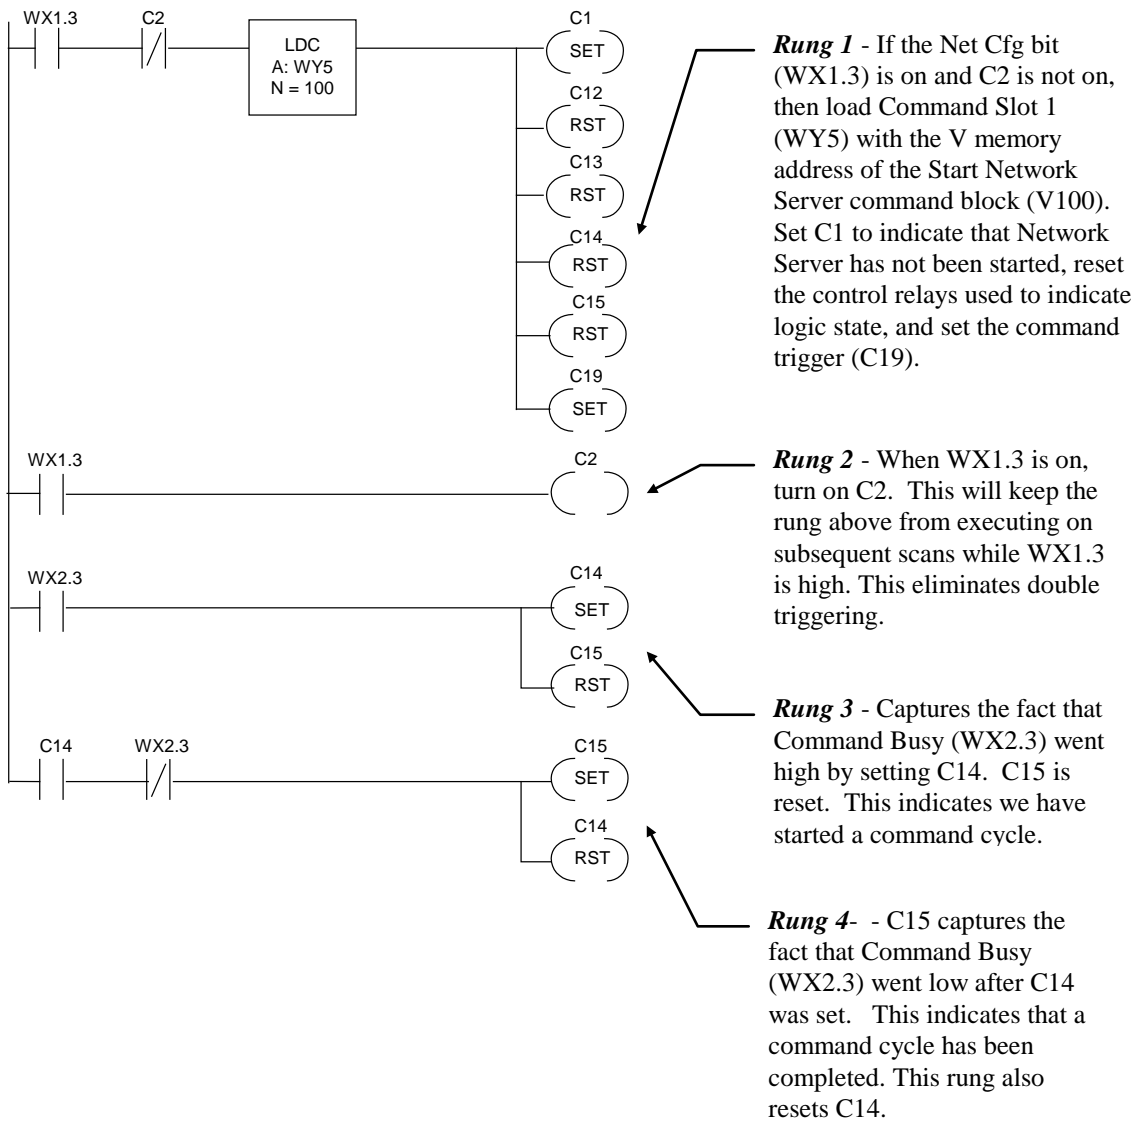 WX1.3
C2
LDC
A: WY5
N = 100
C1
SET
C12
RST
C13
RST
C14
RST
C15
RST
C19
SET
Rung 1 - If the Net Cfg bit
(WX1.3) is on and C2 is not on,
then load Command Slot 1
(WY5) with the V memory
address of the Start Network
Server command block (V100).
Set C1 to indicate that Network
Server has not been started, reset
the control relays used to indicate
logic state, and set the command
trigger (C19).
WX1.3
C2
Rung 2 - When WX1.3 is on,
turn on C2. This will keep the
rung above from executing on
subsequent scans while WX1.3
is high. This eliminates double
triggering.
WX2.3
C14
SET
C15
RST
Rung 3 - Captures the fact that
Command Busy (WX2.3) went
high by setting C14. C15 is
reset. This indicates we have
started a command cycle.
C14
WX2.3
C15
SET
C14
RST
Rung 4- - C15 captures the
fact that Command Busy
(WX2.3) went low after C14
was set. This indicates that a
command cycle has been
completed. This rung also
resets C14.